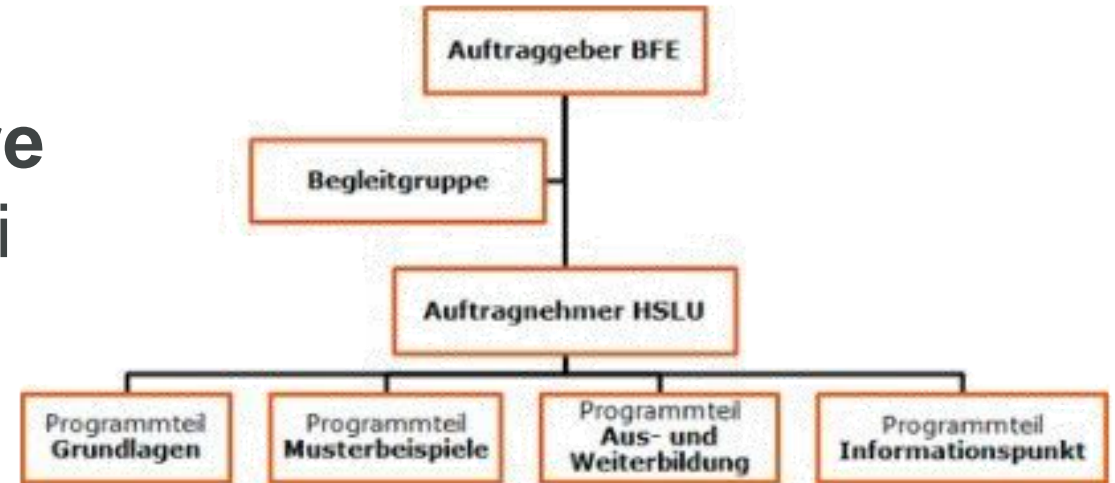 Auftraggeber BFE
Begleitgruppe
Auftragnehmer HSLU
Programmteil
Grundlagen
Programmteil
Musterbeispiele
Programmteil
Aus- und
Weiterbildung
Programmteil
Informationspunkt